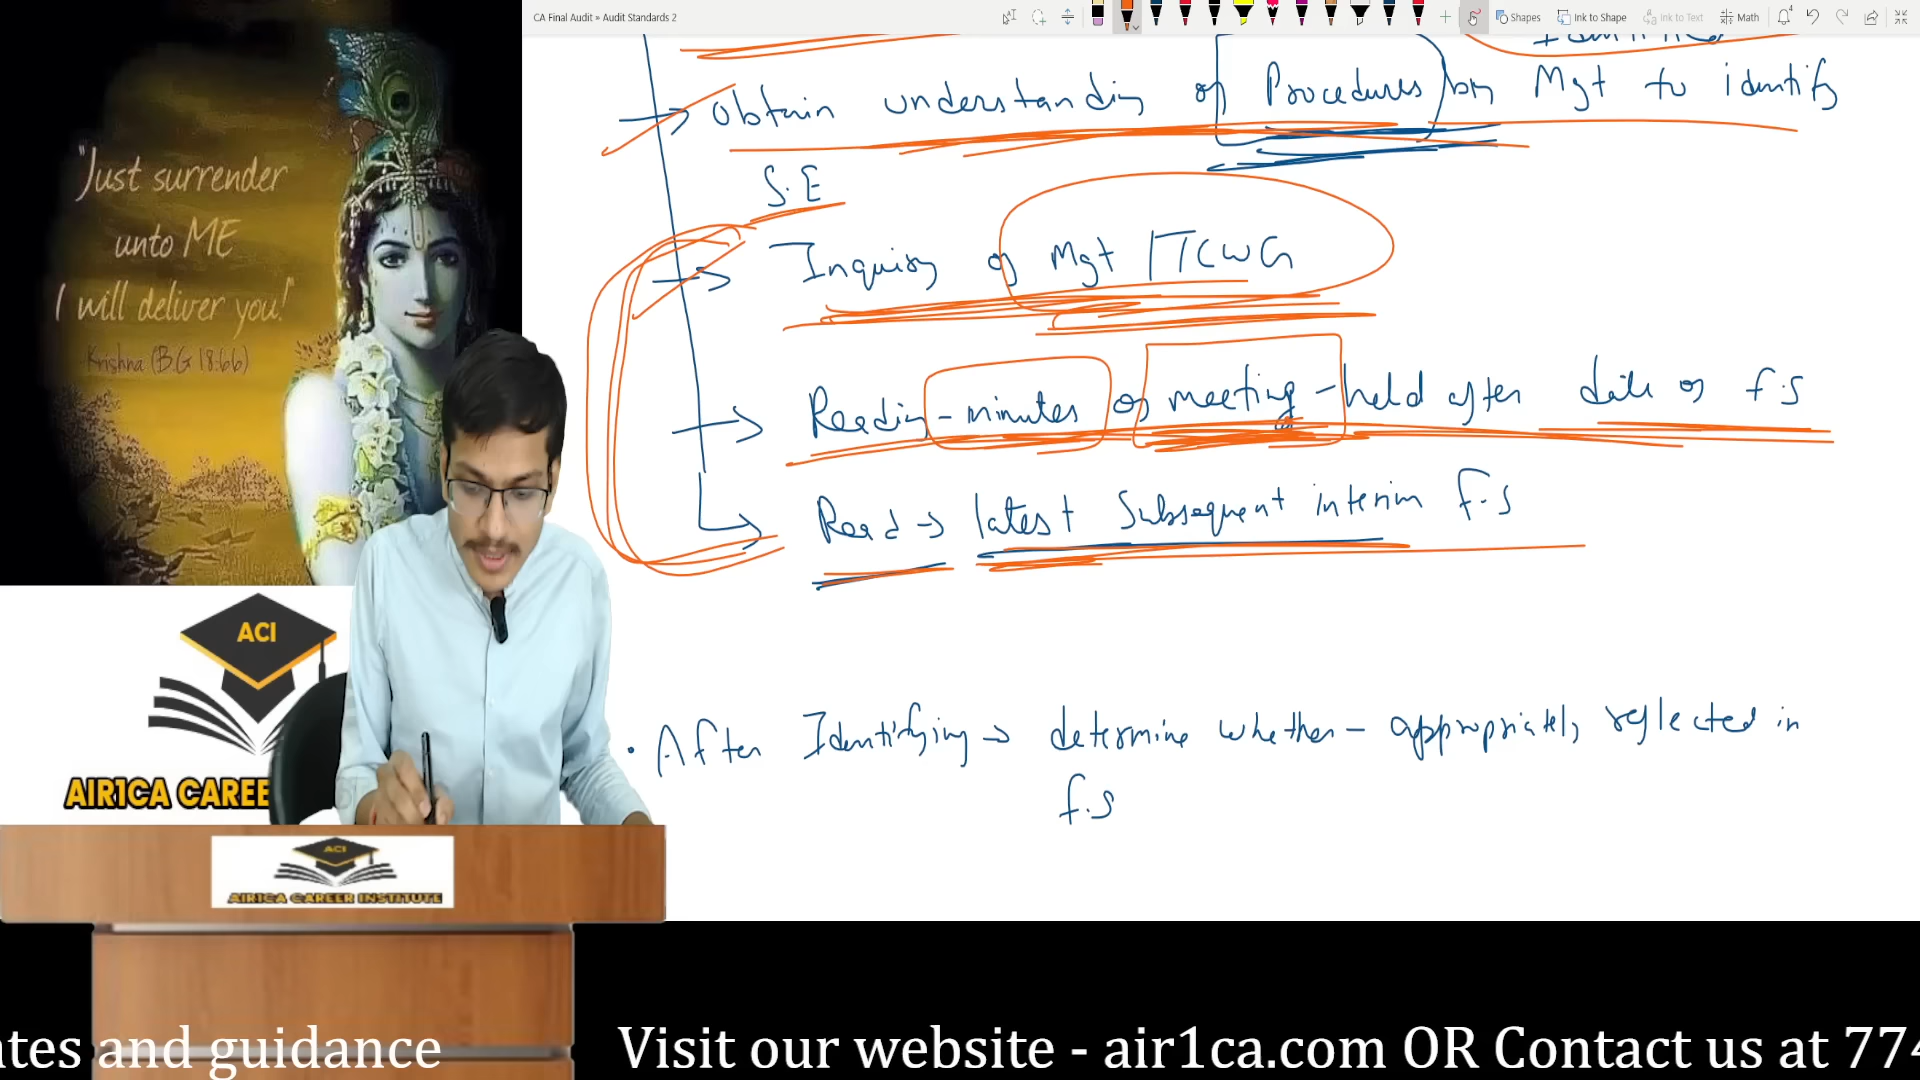 CA Final Audit » Audit Standards 2
Shapes
Ink to Shape
Ink to Text
Math
"Just surrender
unto ME
I will deliver you!"
Krishna (B.G 18:66)
→ obtain understanding of Procedures by Mgt to identify
S.E
→ Inquiry of Mgt / TCWG
→ Reading - minutes of meeting - held after date of f.s
→ Read → latest Subsequent interim f.s
• After Identifying → determine whether - appropriately reflected in
f.s
ACI
AIR1CA CAREE
ACI
AIR1CA CAREER INSTITUTE
ates and guidance
Visit our website - air1ca.com OR Contact us at 774